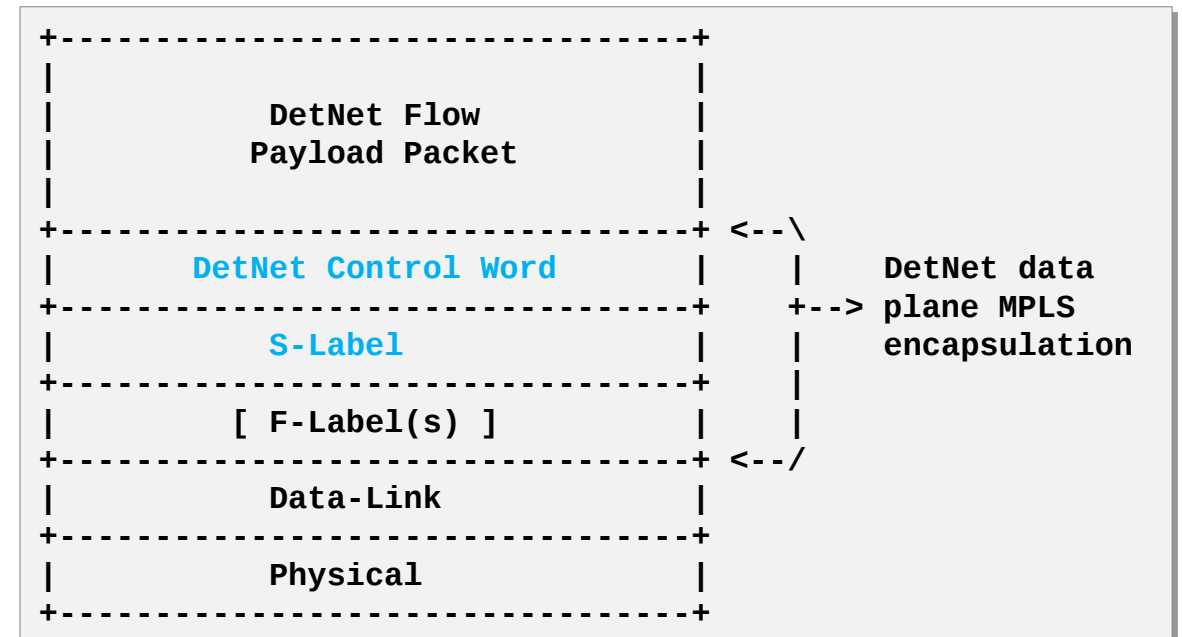 +---------------------------------+
|                                 |
|           DetNet Flow           |
|          Payload Packet         |
|                                 |
+---------------------------------+ <--\
|       DetNet Control Word       |    |    DetNet data
+---------------------------------+    +--> plane MPLS
|           S-Label               |    |    encapsulation
+---------------------------------+    |
|         [ F-Label(s) ]          |    |
+---------------------------------+ <--/
|           Data-Link             |
+---------------------------------+
|           Physical              |
+---------------------------------+